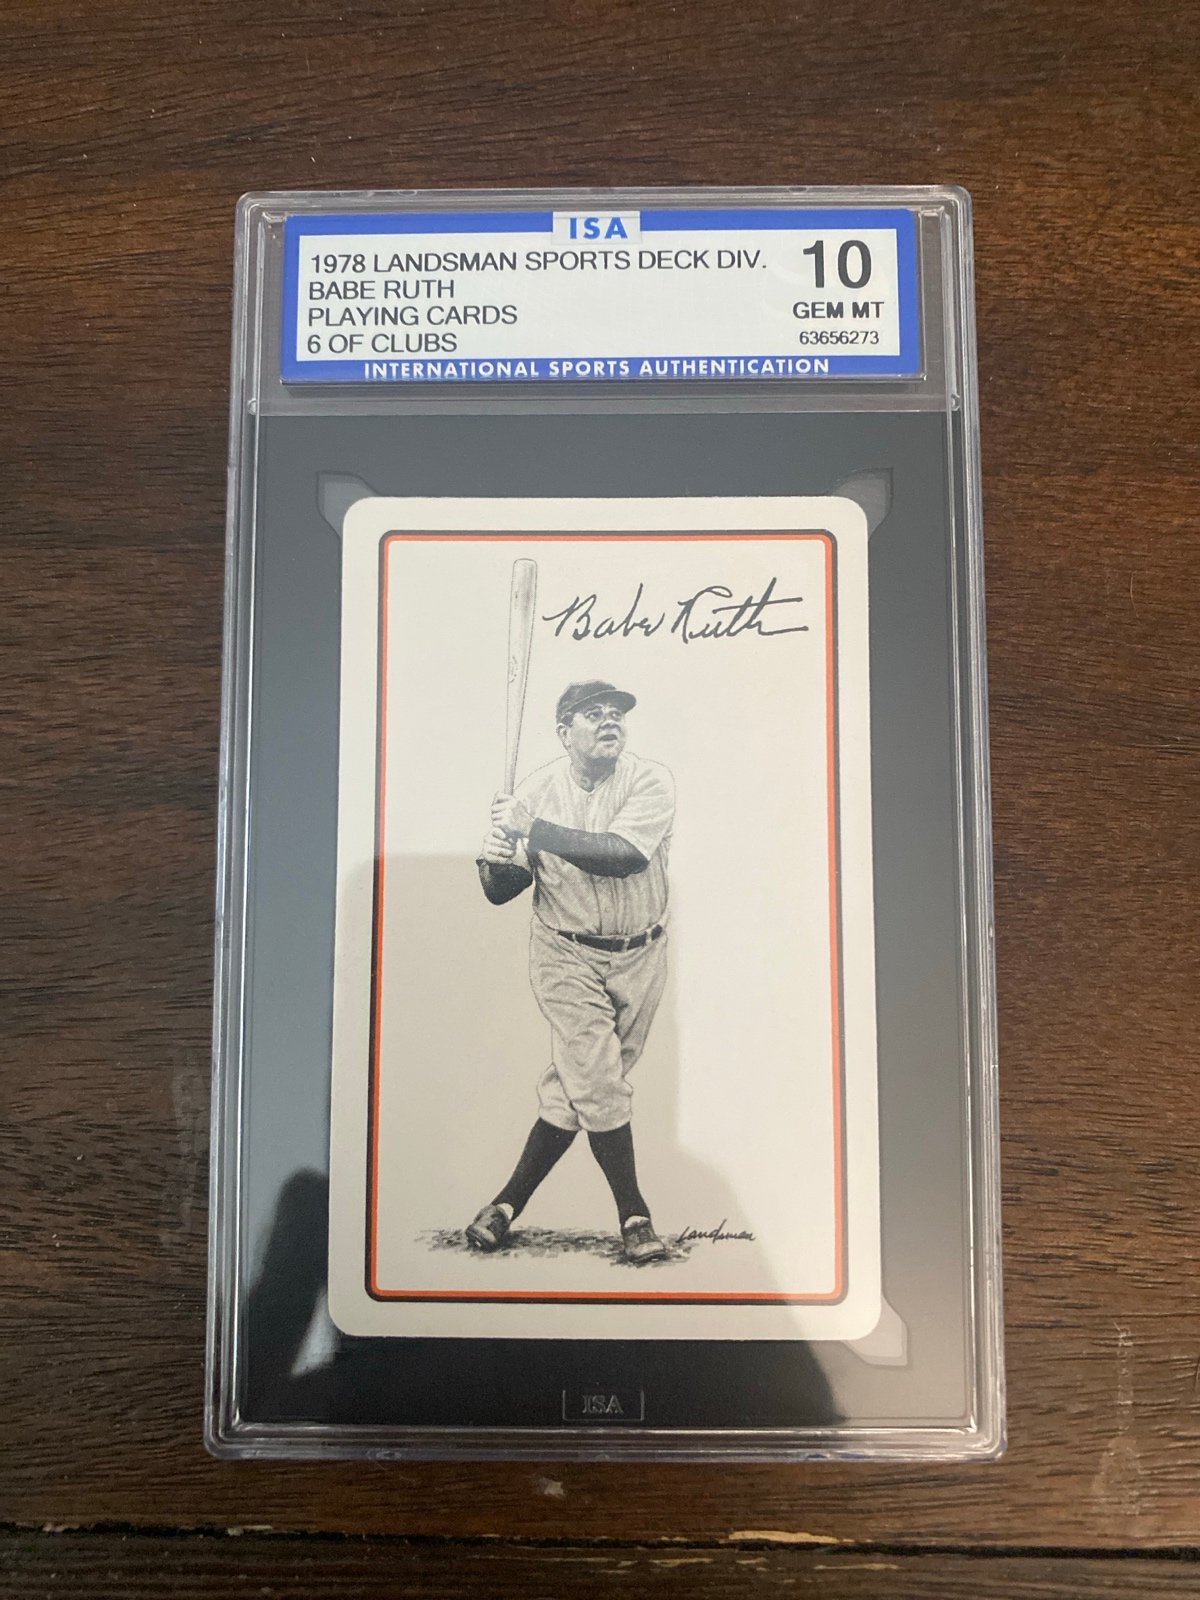 ISA
1978 LANDSMAN SPORTS DECK DIV.
BABE RUTH
PLAYING CARDS
6 OF CLUBS
10
GEM MT
63656273
INTERNATIONAL SPORTS AUTHENTICATION
Babe Ruth
Landsman
ISA